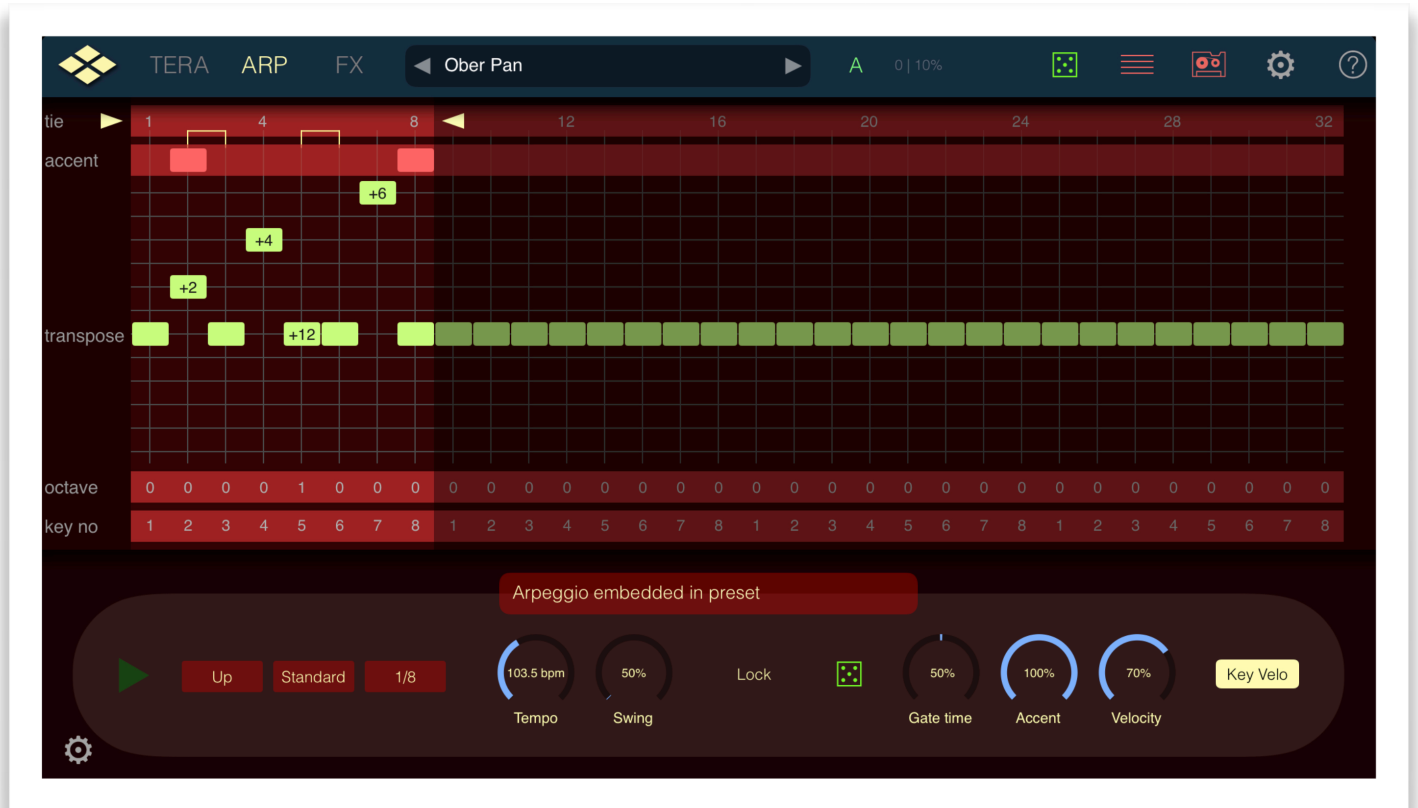 TERA ARP FX Ober Pan A 0 | 10% ?
tie 1 4 8 12 16 20 24 28 32
accent
+6
+4
+2
transpose +12
octave 0 0 0 0 1 0 0 0 0 0 0 0 0 0 0 0 0 0 0 0 0 0 0 0 0 0 0 0 0 0 0 0
key no 1 2 3 4 5 6 7 8 1 2 3 4 5 6 7 8 1 2 3 4 5 6 7 8 1 2 3 4 5 6 7 8
Arpeggio embedded in preset
Up Standard 1/8 103.5 bpm 50% Lock 50% 100% 70% Key Velo
Tempo Swing Gate time Accent Velocity